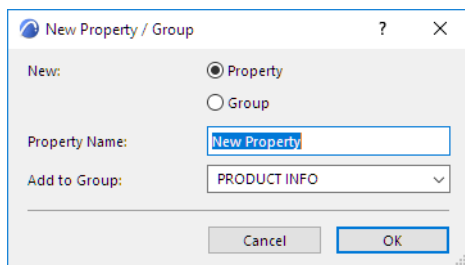 New Property / Group
?
New:
Property
Group
Property Name:
New Property
Add to Group:
PRODUCT INFO
Cancel
OK